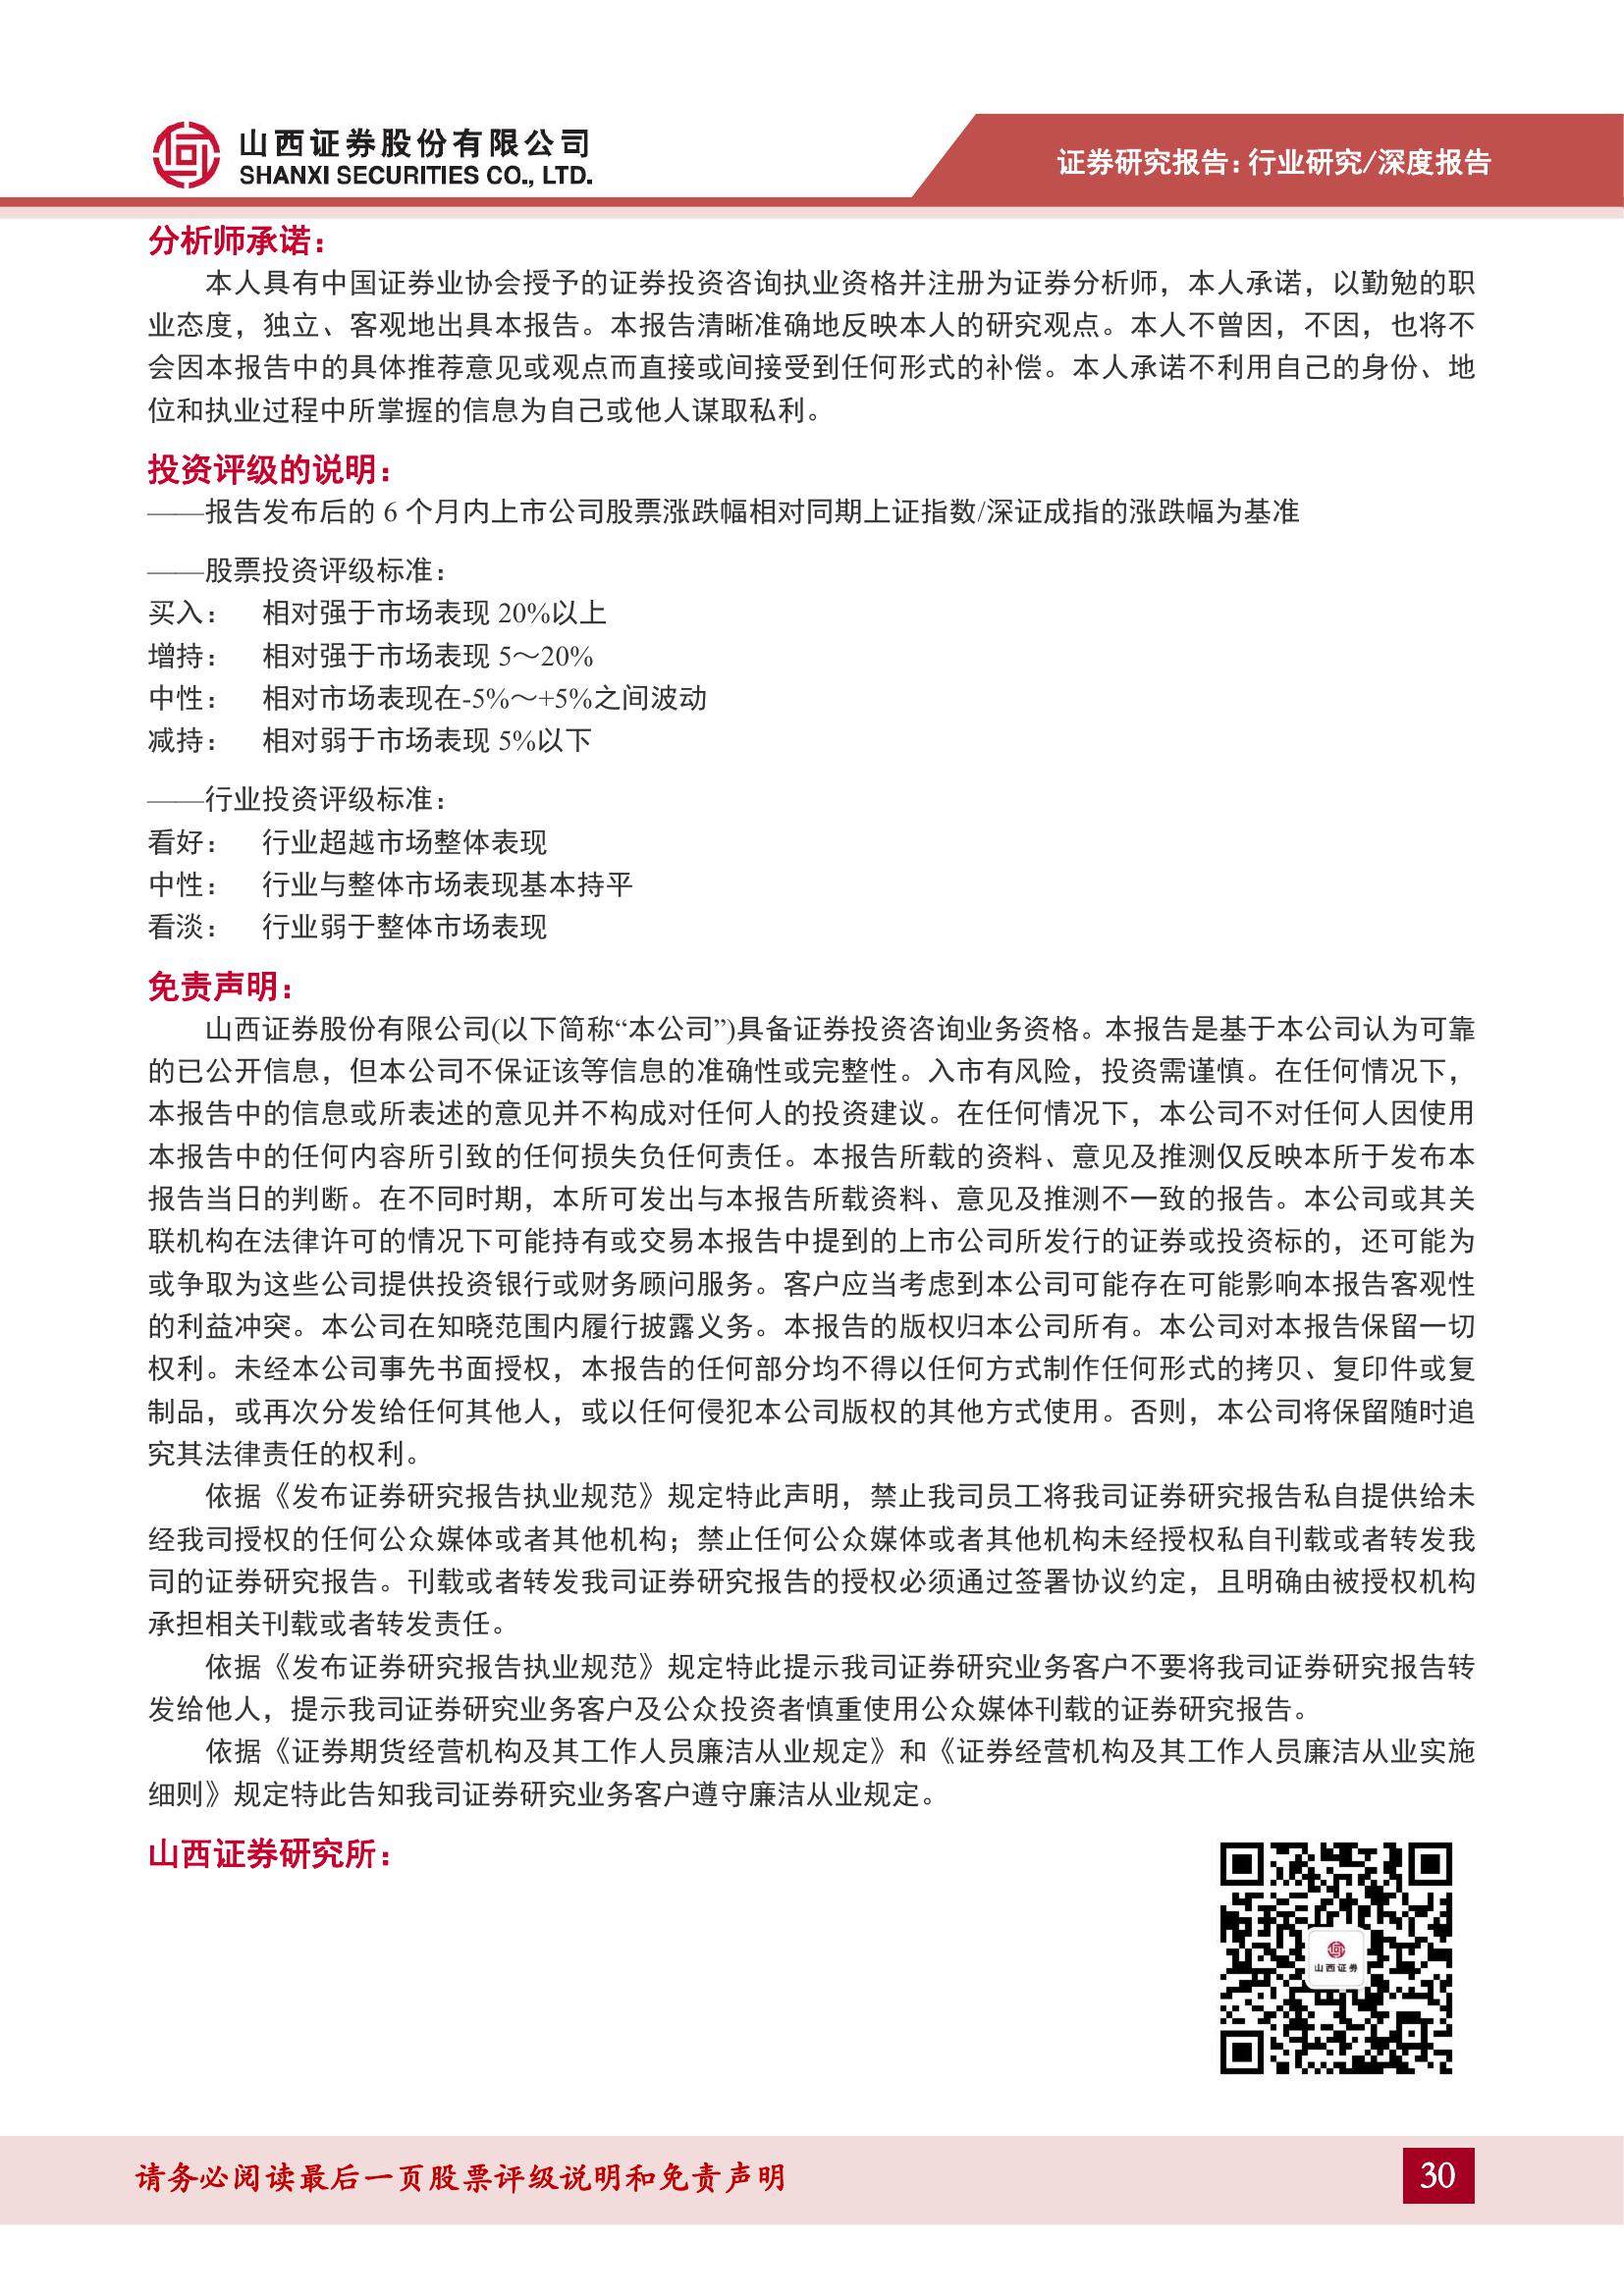 山西证券股份有限公司
SHANXI SECURITIES CO., LTD.
证券研究报告：行业研究/深度报告
分析师承诺：
本人具有中国证券业协会授予的证券投资咨询执业资格并注册为证券分析师，本人承诺，以勤勉的职
业态度，独立、客观地出具本报告。本报告清晰准确地反映本人的研究观点。本人不曾因，不因，也将不
会因本报告中的具体推荐意见或观点而直接或间接受到任何形式的补偿。本人承诺不利用自己的身份、地
位和执业过程中所掌握的信息为自己或他人谋取私利。
投资评级的说明：
——报告发布后的 6 个月内上市公司股票涨跌幅相对同期上证指数/深证成指的涨跌幅为基准
——股票投资评级标准：
买入： 相对强于市场表现 20%以上
增持： 相对强于市场表现 5～20%
中性： 相对市场表现在-5%～+5%之间波动
减持： 相对弱于市场表现 5%以下
——行业投资评级标准：
看好： 行业超越市场整体表现
中性： 行业与整体市场表现基本持平
看淡： 行业弱于整体市场表现
免责声明：
山西证券股份有限公司(以下简称“本公司”)具备证券投资咨询业务资格。本报告是基于本公司认为可靠
的已公开信息，但本公司不保证该等信息的准确性或完整性。入市有风险，投资需谨慎。在任何情况下，
本报告中的信息或所表述的意见并不构成对任何人的投资建议。在任何情况下，本公司不对任何人因使用
本报告中的任何内容所引致的任何损失负任何责任。本报告所载的资料、意见及推测仅反映本所于发布本
报告当日的判断。在不同时期，本所可发出与本报告所载资料、意见及推测不一致的报告。本公司或其关
联机构在法律许可的情况下可能持有或交易本报告中提到的上市公司所发行的证券或投资标的，还可能为
或争取为这些公司提供投资银行或财务顾问服务。客户应当考虑到本公司可能存在可能影响本报告客观性
的利益冲突。本公司在知晓范围内履行披露义务。本报告的版权归本公司所有。本公司对本报告保留一切
权利。未经本公司事先书面授权，本报告的任何部分均不得以任何方式制作任何形式的拷贝、复印件或复
制品，或再次分发给任何其他人，或以任何侵犯本公司版权的其他方式使用。否则，本公司将保留随时追
究其法律责任的权利。
依据《发布证券研究报告执业规范》规定特此声明，禁止我司员工将我司证券研究报告私自提供给未
经我司授权的任何公众媒体或者其他机构；禁止任何公众媒体或者其他机构未经授权私自刊载或者转发我
司的证券研究报告。刊载或者转发我司证券研究报告的授权必须通过签署协议约定，且明确由被授权机构
承担相关刊载或者转发责任。
依据《发布证券研究报告执业规范》规定特此提示我司证券研究业务客户不要将我司证券研究报告转
发给他人，提示我司证券研究业务客户及公众投资者慎重使用公众媒体刊载的证券研究报告。
依据《证券期货经营机构及其工作人员廉洁从业规定》和《证券经营机构及其工作人员廉洁从业实施
细则》规定特此告知我司证券研究业务客户遵守廉洁从业规定。
山西证券研究所：
山西证券
请务必阅读最后一页股票评级说明和免责声明
30